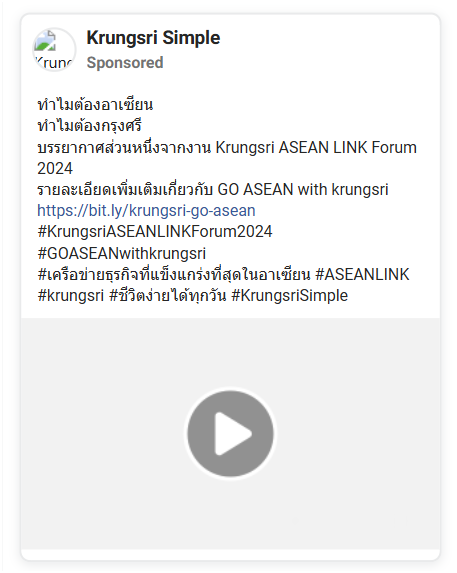 Krungsri Simple
Krung
Sponsored
ทำไมต้องอาเซียน
ทำไมต้องกรุงศรี
บรรยากาศส่วนหนึ่งจากงาน Krungsri ASEAN LINK Forum
2024
รายละเอียดเพิ่มเติมเกี่ยวกับ GO ASEAN with krungsri
https://bit.ly/krungsri-go-asean
#KrungsriASEANLINKForum2024
#GOASEANwithkrungsri
#เครือข่ายธุรกิจที่แข็งแกร่งที่สุดในอาเซียน #ASEANLINK
#krungsri #ชีวิตง่ายได้ทุกวัน #KrungsriSimple